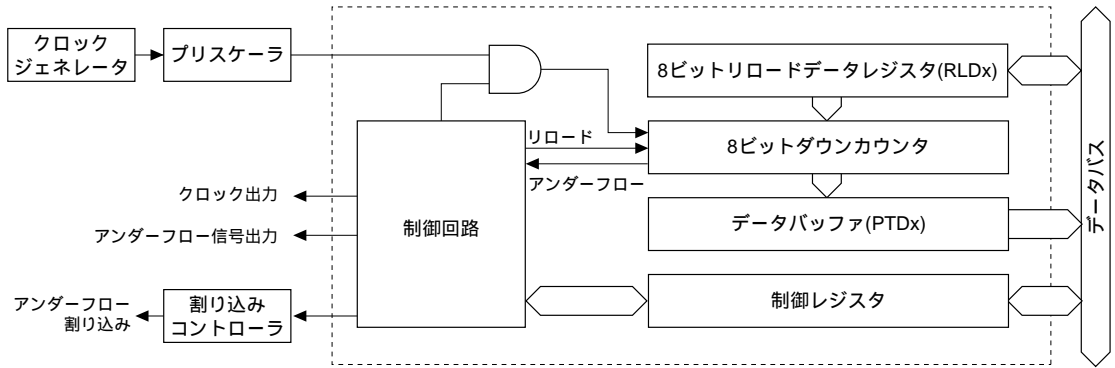 クロック
ジェネレータ
プリスケーラ
8ビットリロードデータレジスタ(RLDx)
リロード
8ビットダウンカウンタ
アンダーフロー
クロック出力
制御回路
データバッファ(PTDx)
アンダーフロー信号出力
アンダーフロー
割り込み
割り込み
コントローラ
制御レジスタ
データバス